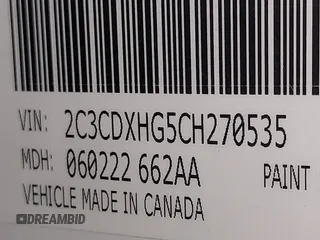 VIN: 2C3CDXHG5CH270535
MDH: 060222 662AA PAINT
VEHICLE MADE IN CANADA
DREAMBID